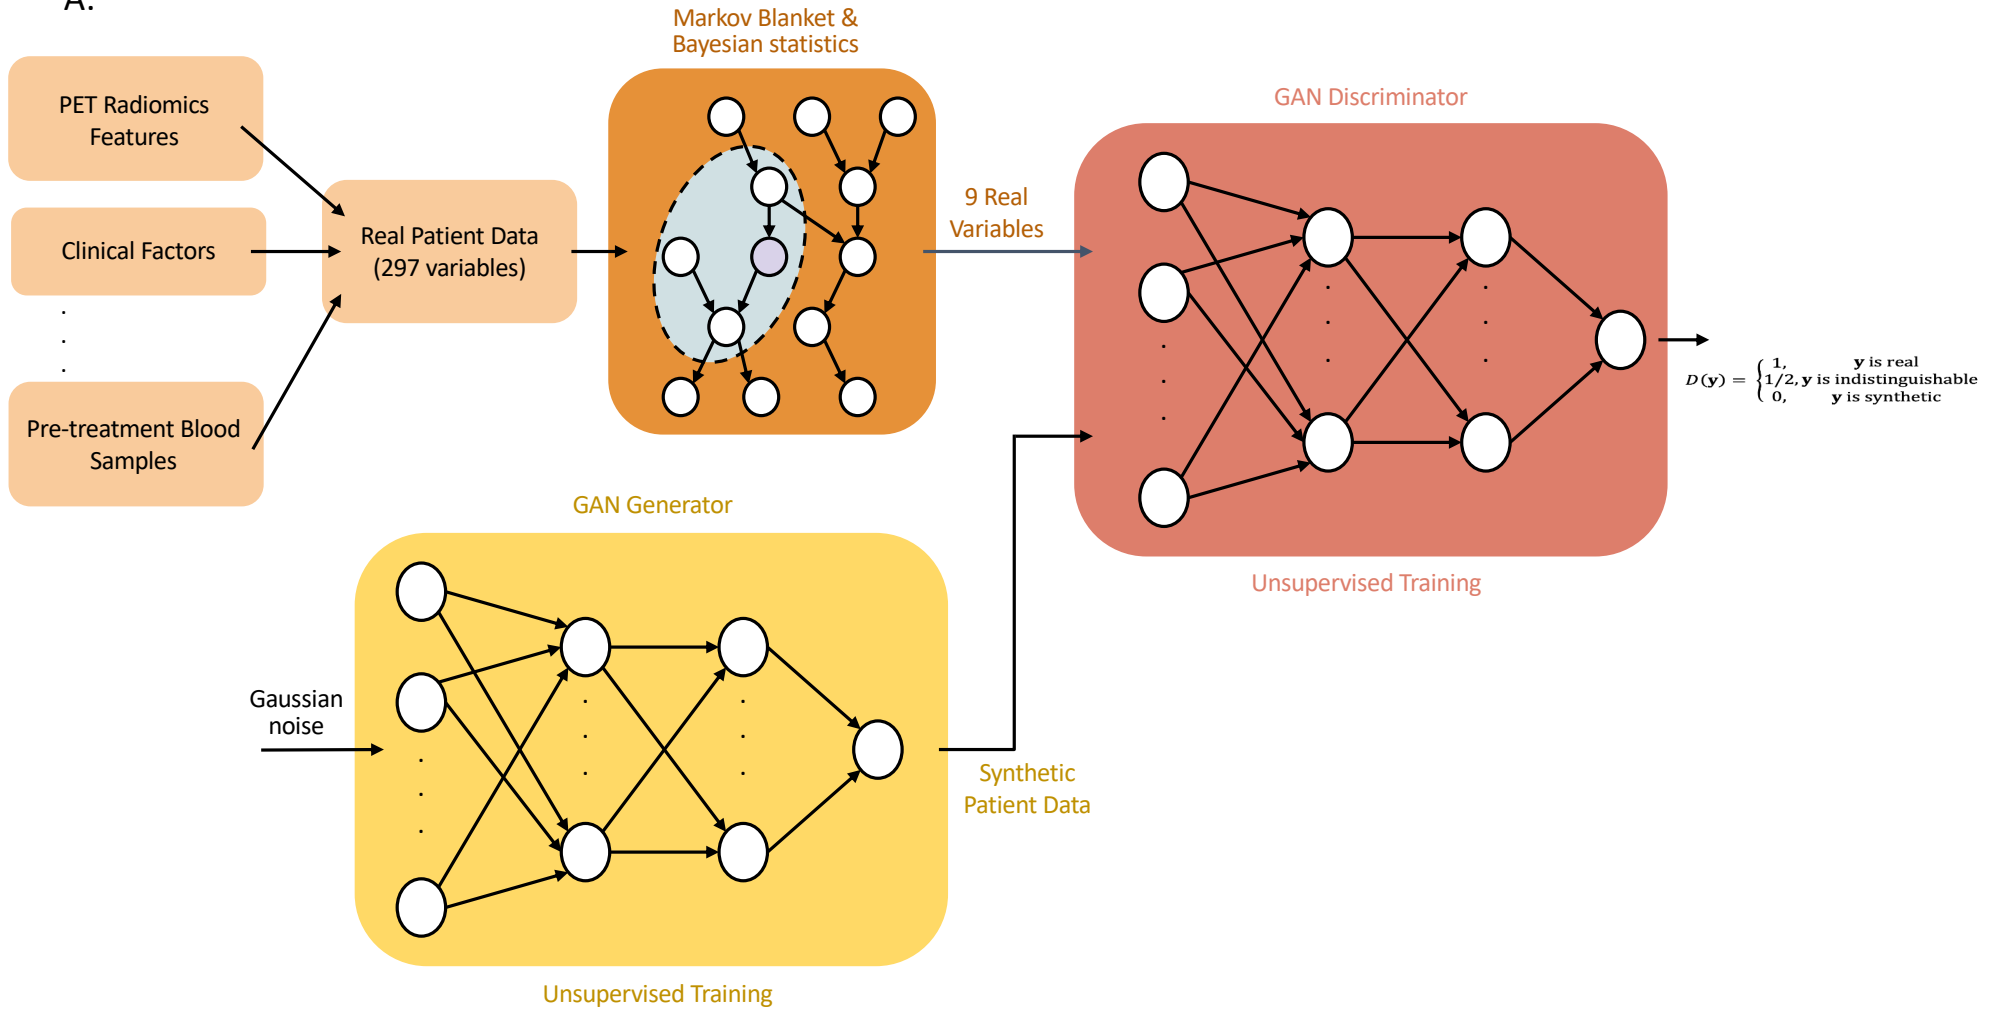 A.
Markov Blanket &
Bayesian statistics
PET Radiomics
Features
Clinical Factors
.
.
.
Pre-treatment Blood
Samples
Real Patient Data
(297 variables)
9 Real
Variables
GAN Discriminator
. . .
. . .
. . .
Unsupervised Training
D(y) = { 1, y is real
1/2, y is indistinguishable
0, y is synthetic
GAN Generator
Gaussian
noise
. . .
. . .
. . .
Synthetic
Patient Data
Unsupervised Training